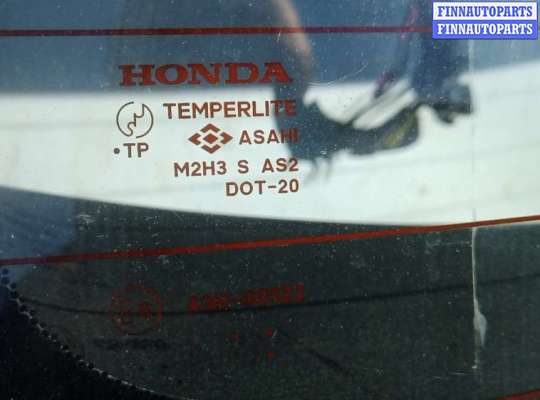 FINNAUTOPARTS
FINNAUTOPARTS
HONDA
TEMPERLITE
ASAHI
•TP
M2H3 S AS2
DOT-20